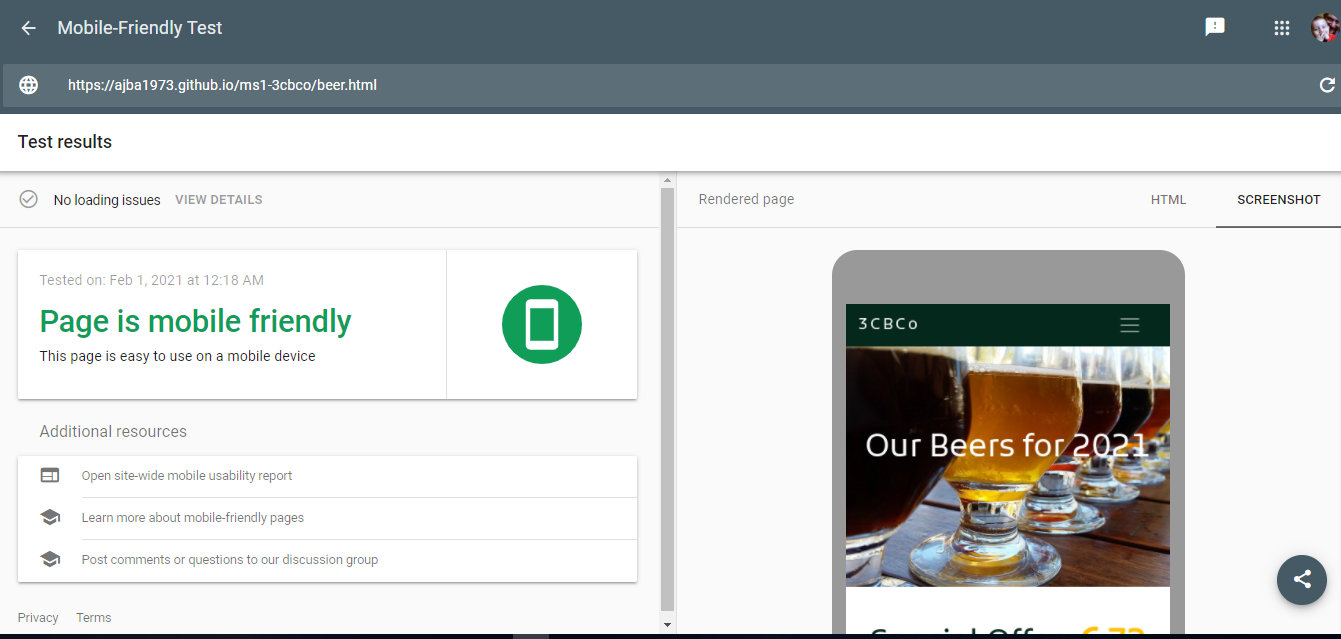 Mobile-Friendly Test
https://ajba1973.github.io/ms1-3cbco/beer.html
Test results
No loading issues VIEW DETAILS
Tested on: Feb 1, 2021 at 12:18 AM
Page is mobile friendly
This page is easy to use on a mobile device
Additional resources
Open site-wide mobile usability report
Learn more about mobile-friendly pages
Post comments or questions to our discussion group
Privacy Terms
Rendered page HTML SCREENSHOT
3CBCo
Our Beers for 2021